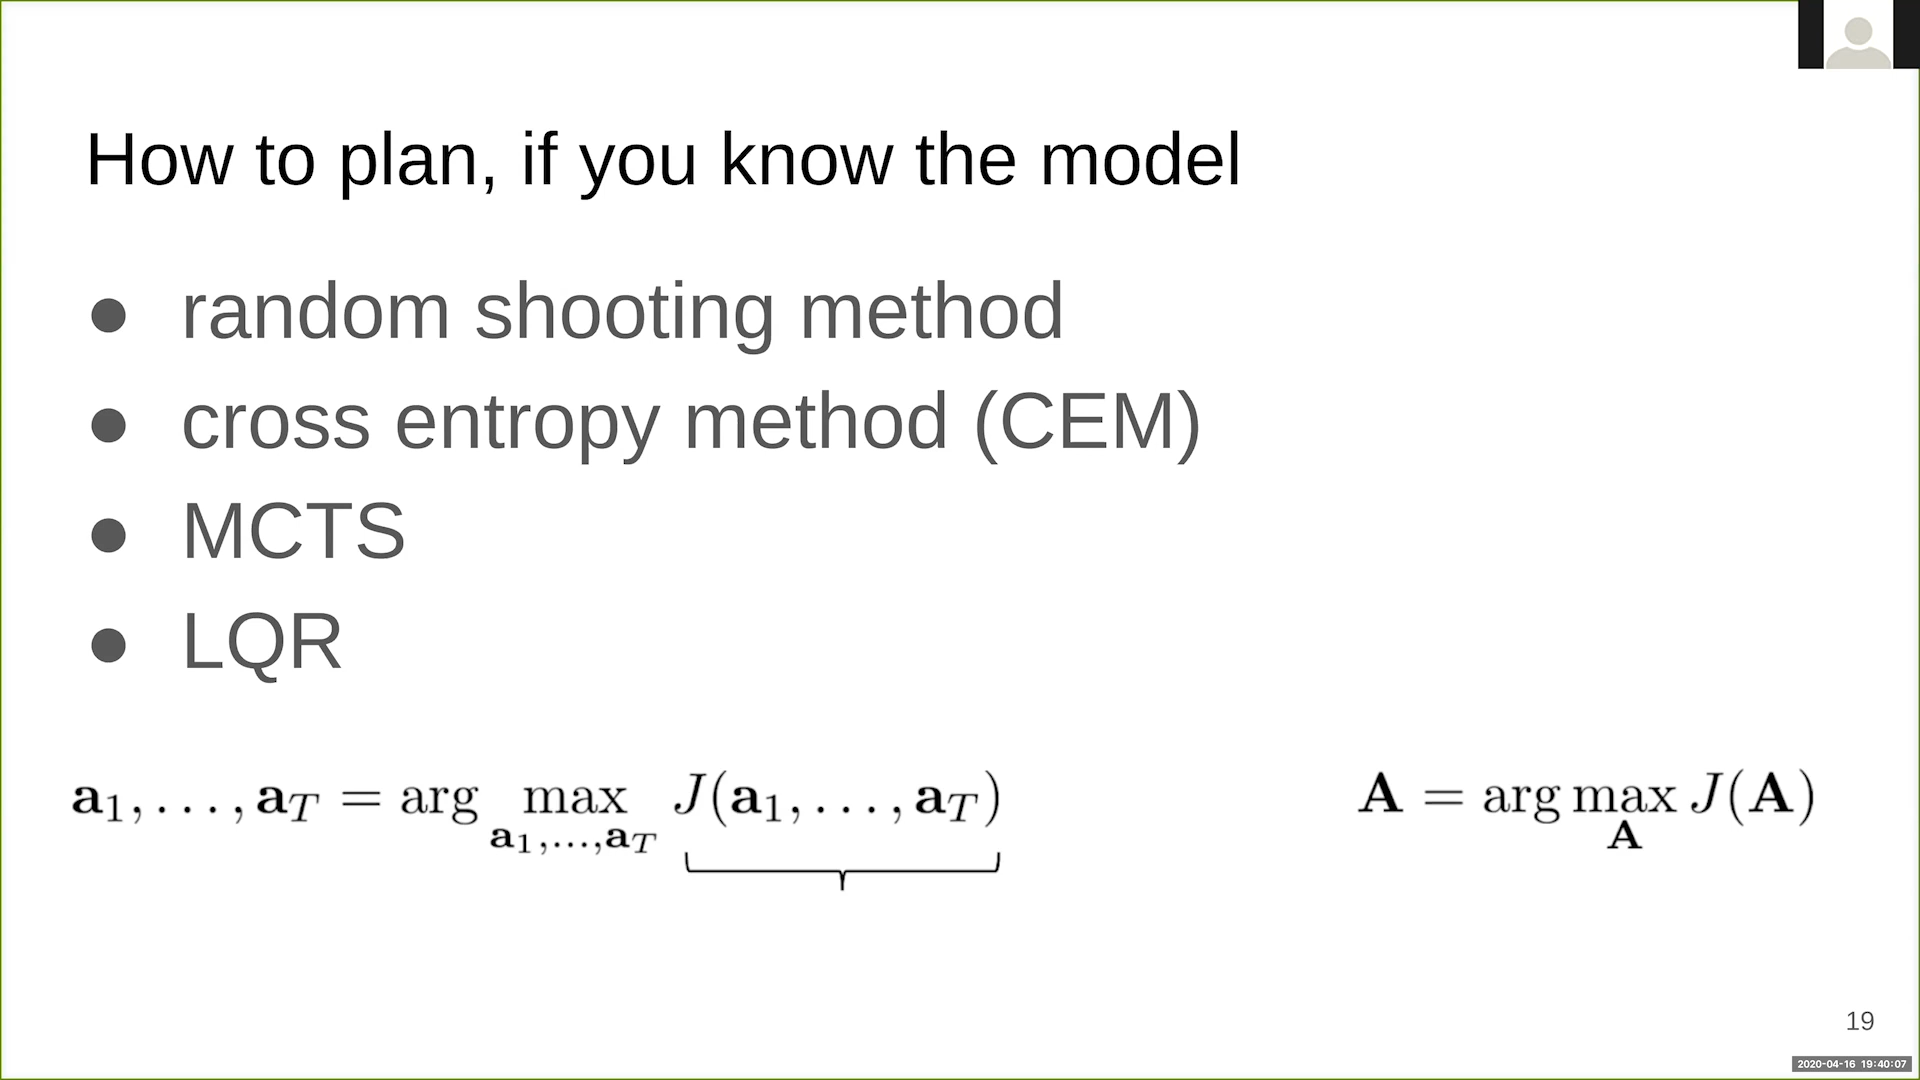 How to plan, if you know the model
● random shooting method
● cross entropy method (CEM)
● MCTS
● LQR
a₁, . . . , a_T = arg max J(a₁, . . . , a_T)
a₁,...,a_T
A = arg max J(A)
A
19
2020-04-16 19:40:07